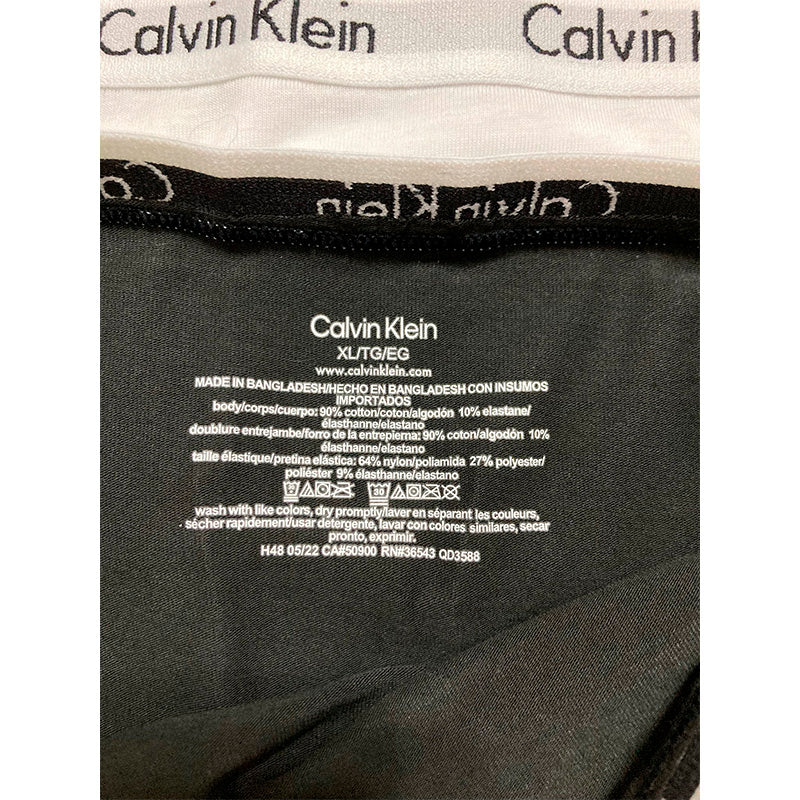 Calvin Klein Calvin K
Ca Calvin Klein
Calvin Klein
XL/TG/EG
www.calvinklein.com
MADE IN BANGLADESH/HECHO EN BANGLADESH CON INSUMOS
IMPORTADOS
body/corps/cuerpo: 90% cotton/coton/algodón 10% elastane/
élasthanne/elastano
doublure entrejambe/forro de la entrepierna: 90% coton/algodón 10%
élasthanne/elastano
taille élastique/pretina elástica: 64% nylon/poliamida 27% polyester/
poliéster 9% élasthanne/elastano
30
wash with like colors, dry promptly/laver en séparant les couleurs,
sécher rapidement/usar detergente, lavar con colores similares, secar
pronto, exprimir.
H48 05/22 CA#50900 RN#36543 QD3588